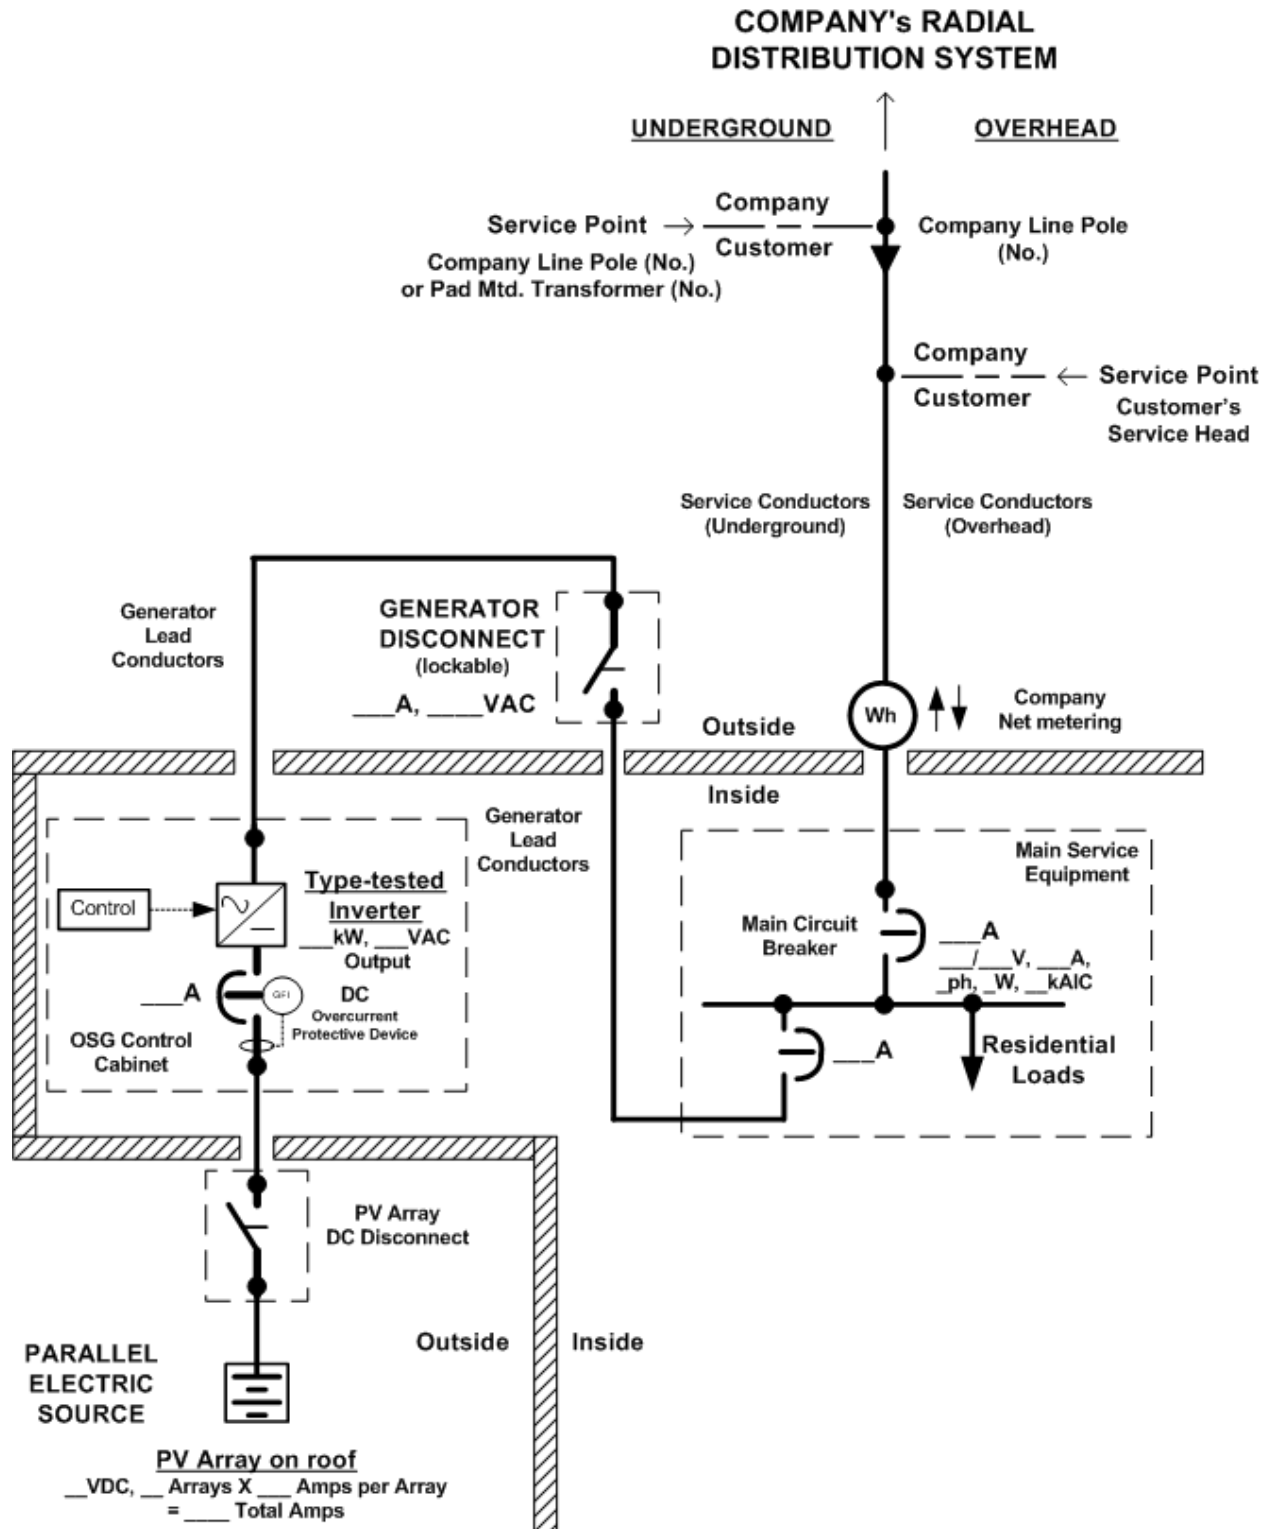 COMPANY's RADIAL
DISTRIBUTION SYSTEM
UNDERGROUND
OVERHEAD
Company
Service Point
Customer
Company Line Pole (No.)
or Pad Mtd. Transformer (No.)
Company Line Pole
(No.)
Company
Customer
Service Point
Customer's
Service Head
Service Conductors
(Underground)
Service Conductors
(Overhead)
Generator
Lead
Conductors
GENERATOR
DISCONNECT
(lockable)
___A, ____VAC
Wh
Company
Net metering
Outside
Inside
Generator
Lead
Conductors
Control
Type-tested
Inverter
___kW, ___VAC
Output
___A
GFI
DC
Overcurrent
Protective Device
OSG Control
Cabinet
Main Service
Equipment
Main Circuit
Breaker
___A
___/___V, ___A,
_ph, _W, __kAIC
___A
Residential
Loads
PV Array
DC Disconnect
Outside
Inside
PARALLEL
ELECTRIC
SOURCE
PV Array on roof
__VDC, __ Arrays X ___ Amps per Array
= ____ Total Amps